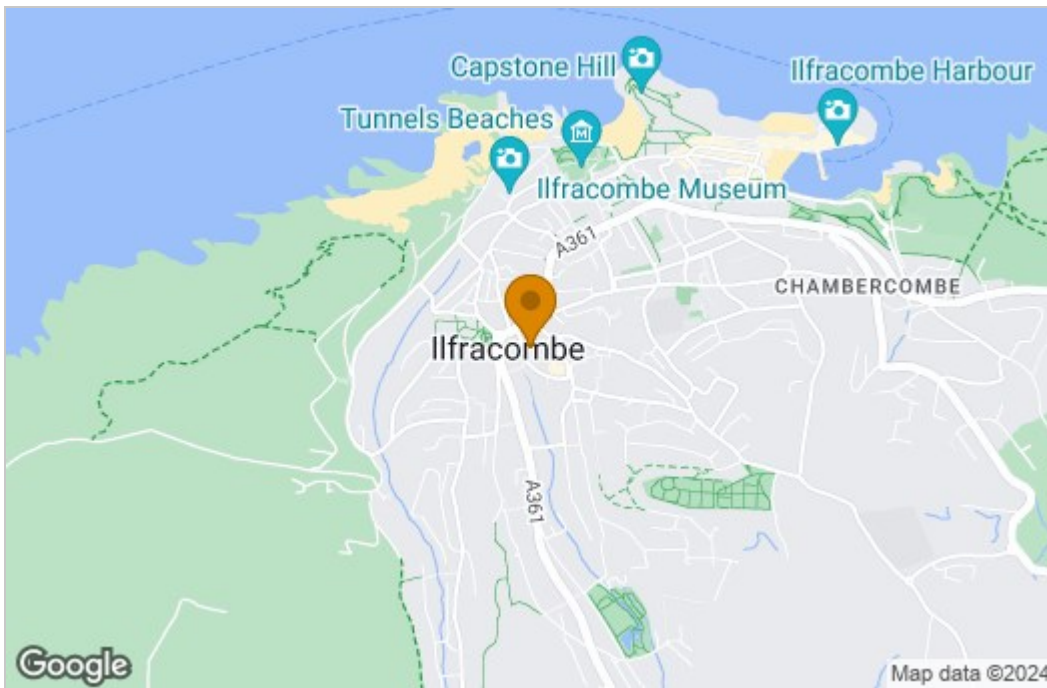 Capstone Hill
Ilfracombe Harbour
Tunnels Beaches
M
Ilfracombe Museum
A361
CHAMBERCOMBE
Ilfracombe
A361
Google
Map data ©2024